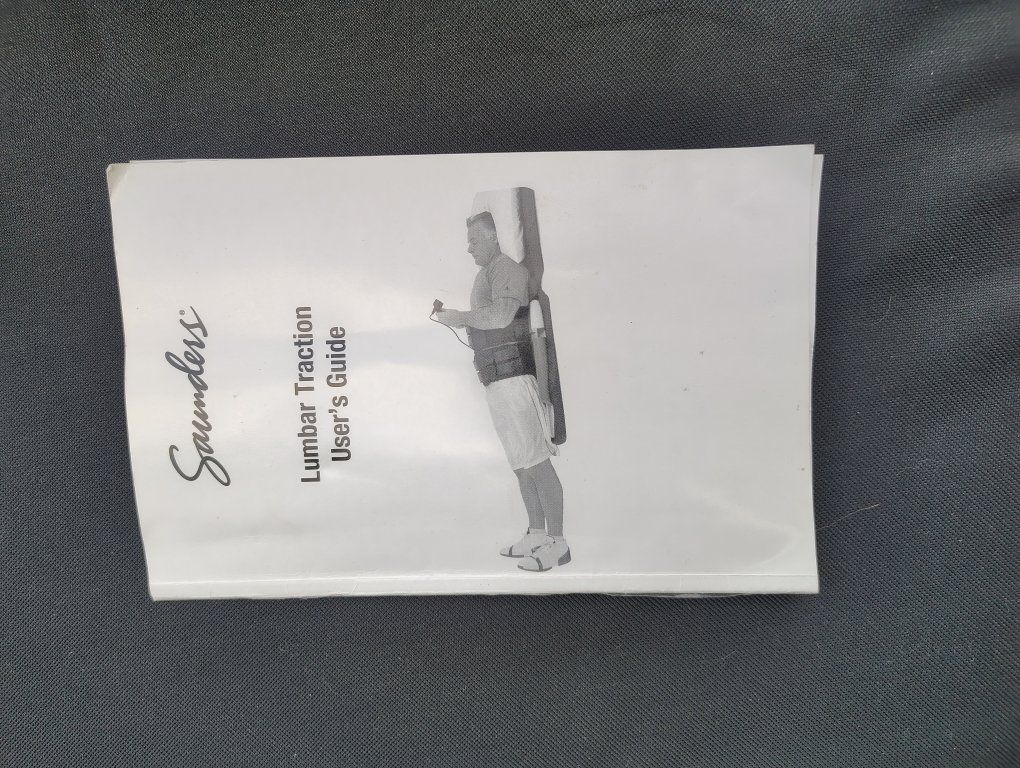 Saunders®
Lumbar Traction
User's Guide